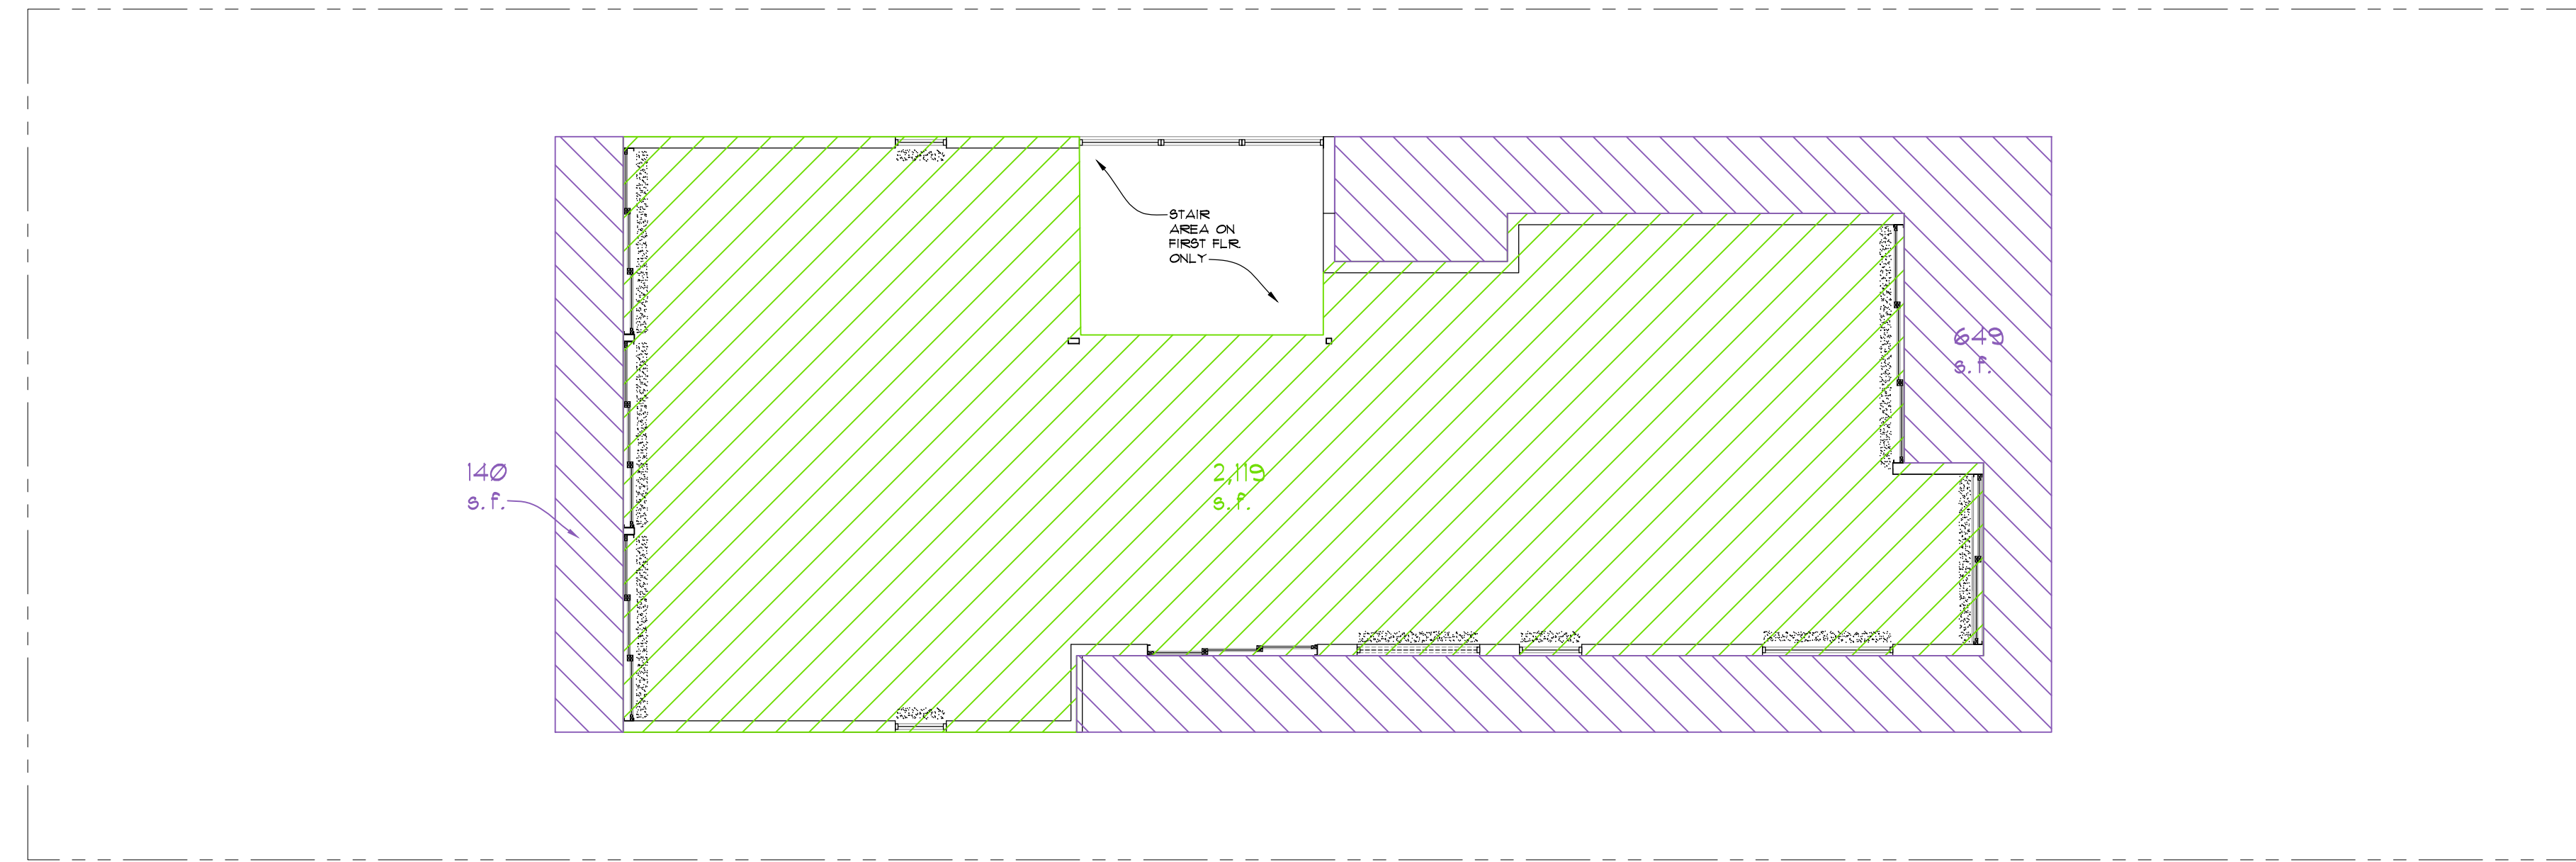 STAIR
AREA ON
FIRST FLR.
ONLY
649
s.f.
140
s.f.
2,119
s.f.